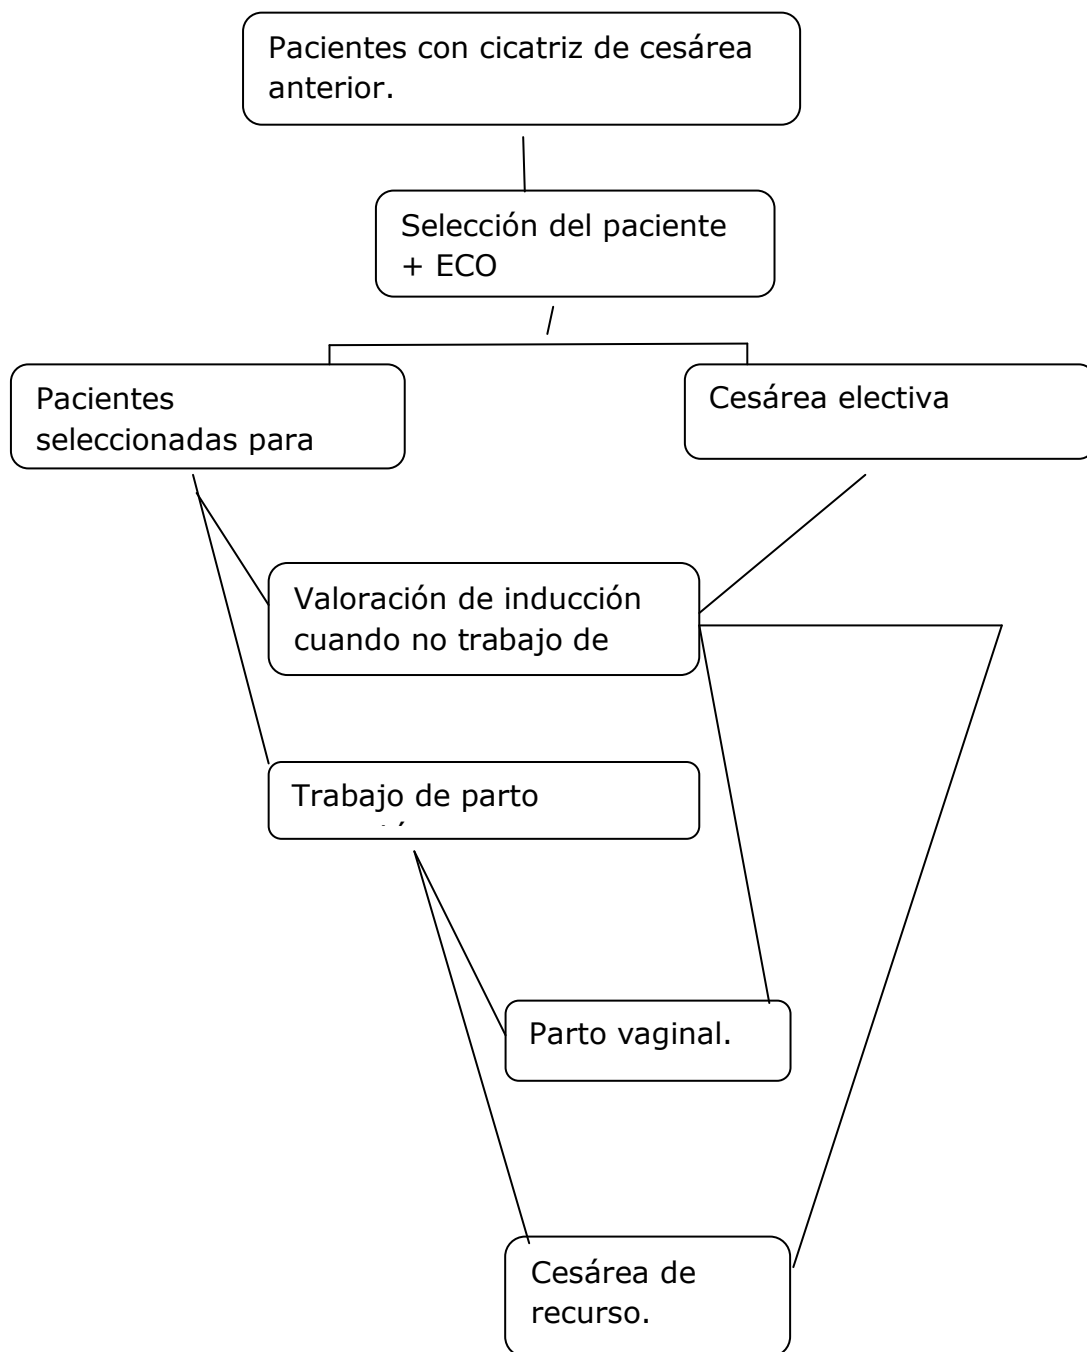 Pacientes con cicatriz de cesárea
anterior.
Selección del paciente
+ ECO
Pacientes
seleccionadas para
Cesárea electiva
Valoración de inducción
cuando no trabajo de
Trabajo de parto
Parto vaginal.
Cesárea de
recurso.